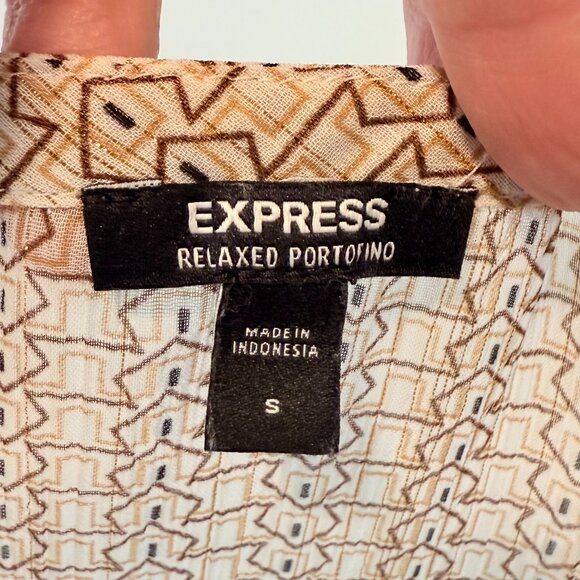 EXPRESS
RELAXED PORTOFINO
MADE IN
INDONESIA
S